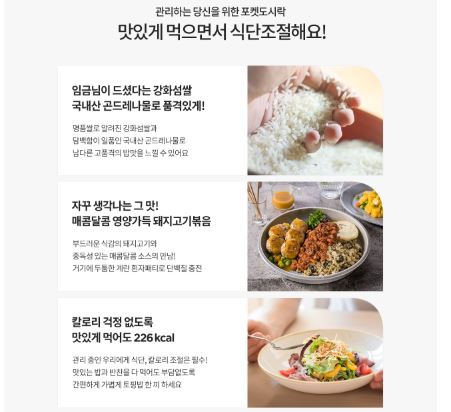 관리하는 당신을 위한 포켓도시락
맛있게 먹으면서 식단조절해요!
임금님이 드셨다는 강화섬쌀
국내산 곤드레나물로 품격있게!
명품쌀로 알려진 강화섬쌀과
담백함이 일품인 국내산 곤드레나물로
남다른 고품격의 밥맛을 느낄 수 있어요
자꾸 생각나는 그 맛!
매콤달콤 영양가득 돼지고기볶음
부드러운 식감의 돼지고기와
중독성 있는 매콤달콤 소스의 만남!
거기에 두툼한 계란 흰자패티로 단백질 충전
칼로리 걱정 없도록
맛있게 먹어도 226 kcal
관리 중인 우리에게 식단, 칼로리 조절은 필수!
맛있는 밥과 반찬을 다 먹어도 부담없도록
간편하게 가볍게 토핑밥 한 끼 하세요